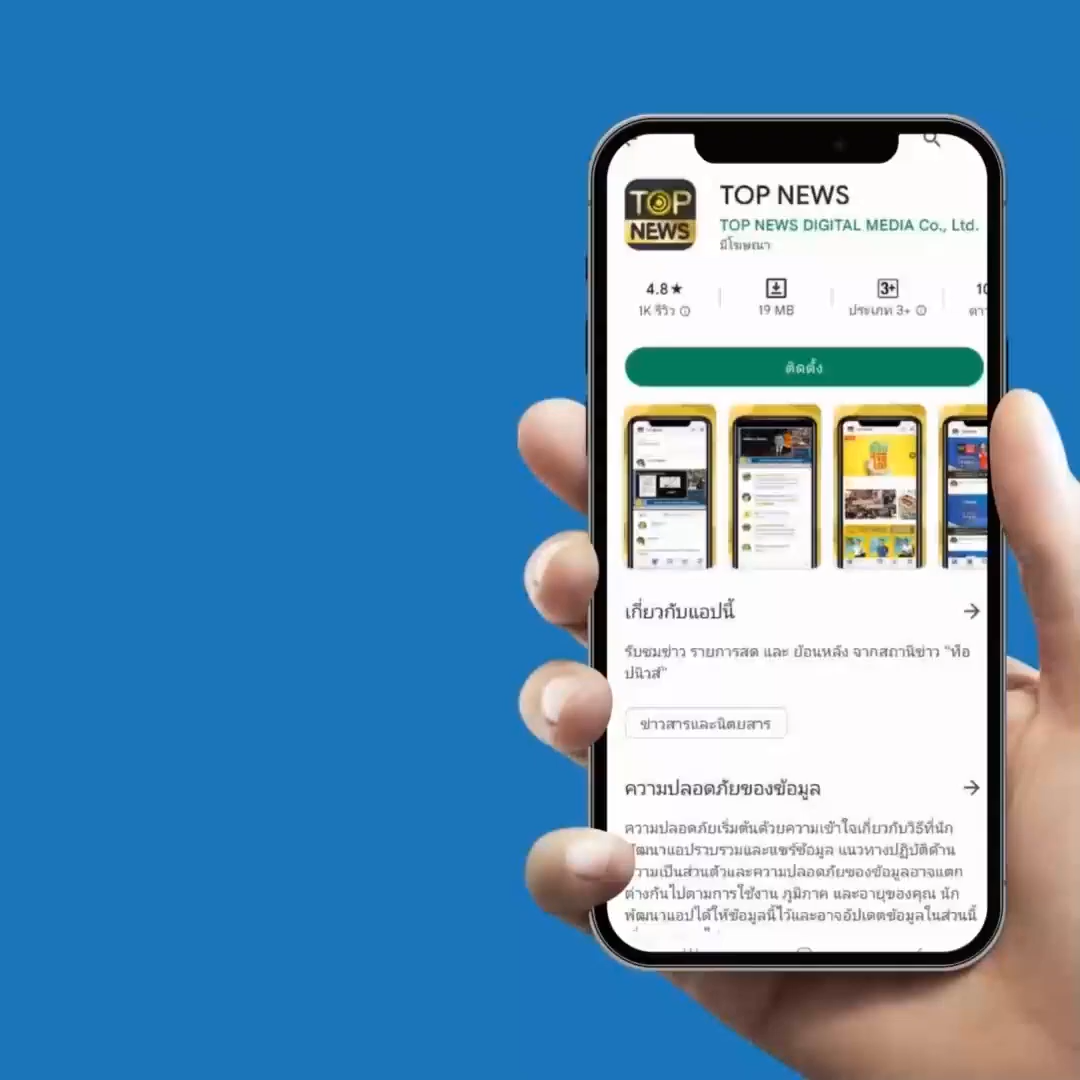 TOP
NEWS
TOP NEWS
TOP NEWS DIGITAL MEDIA Co., Ltd.
มีโฆษณา
4.8★
1K รีวิว
19 MB
3+
ประเภท 3+
ติดตั้ง
เกี่ยวกับแอปนี้
รับชมข่าว รายการสด และ ย้อนหลัง จากสถานีข่าว "ท็อ
ปนิวส์"
ข่าวสารและนิตยสาร
ความปลอดภัยของข้อมูล
ความปลอดภัยเริ่มต้นด้วยความเข้าใจเกี่ยวกับวิธีที่นัก
พัฒนาแอปรวบรวมและแชร์ข้อมูล แนวทางปฏิบัติด้าน
ความเป็นส่วนตัวและความปลอดภัยของข้อมูลอาจแตก
ต่างกันไปตามการใช้งาน ภูมิภาค และอายุของคุณ นัก
พัฒนาแอปได้ให้ข้อมูลนี้ไว้และอาจอัปเดตข้อมูลในส่วนนี้